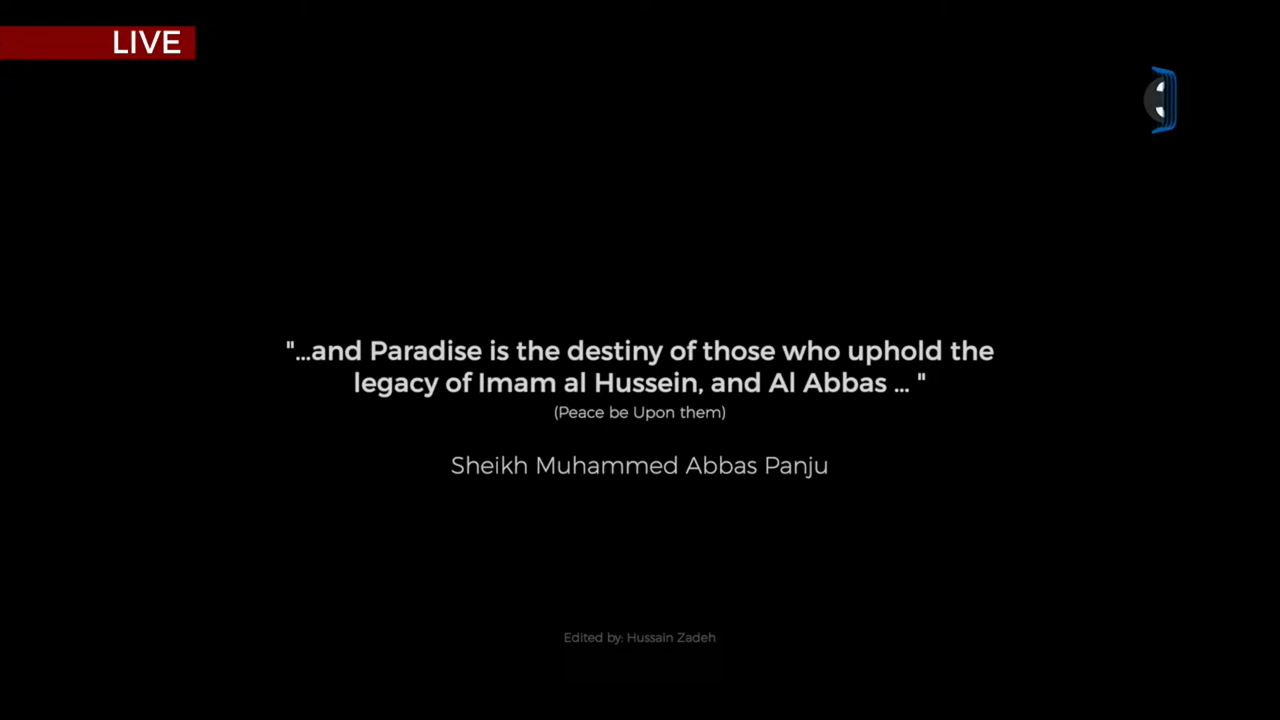 LIVE
"...and Paradise is the destiny of those who uphold the
legacy of Imam al Hussein, and Al Abbas ... "
(Peace be Upon them)
Sheikh Muhammed Abbas Panju
Edited by: Hussain Zadeh